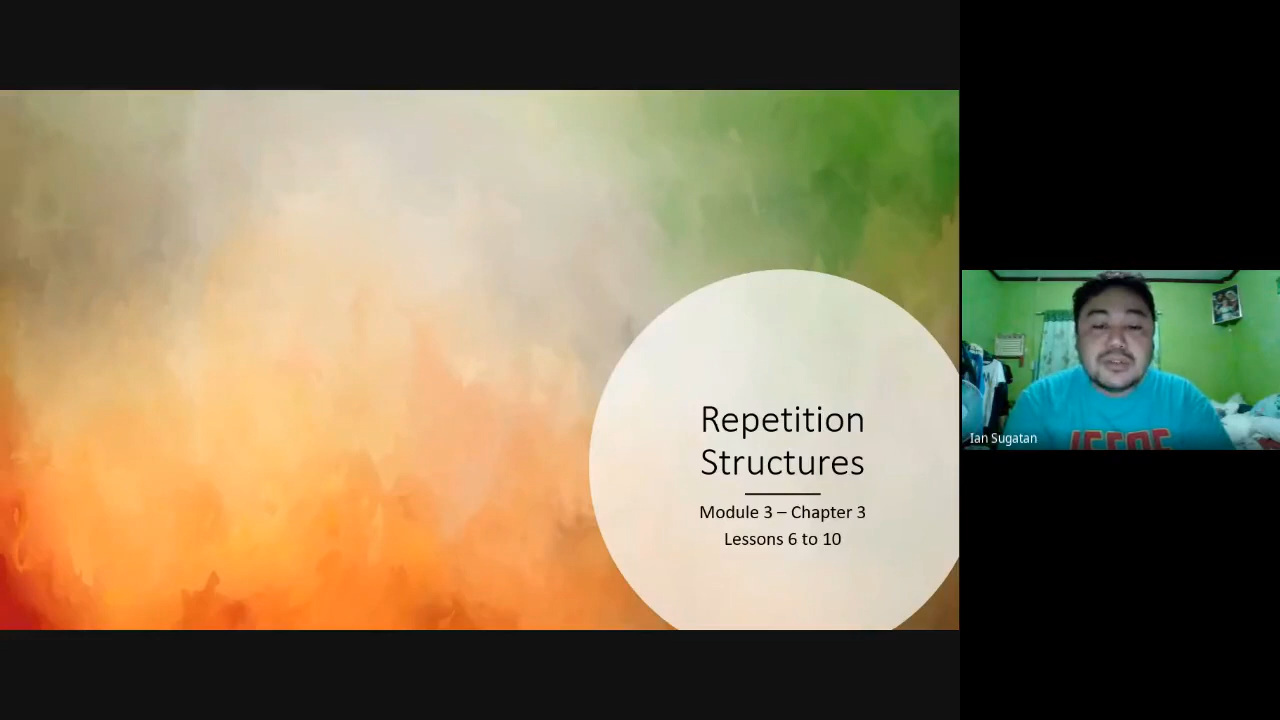 Repetition
Structures
Module 3 – Chapter 3
Lessons 6 to 10
Ian Sugatan